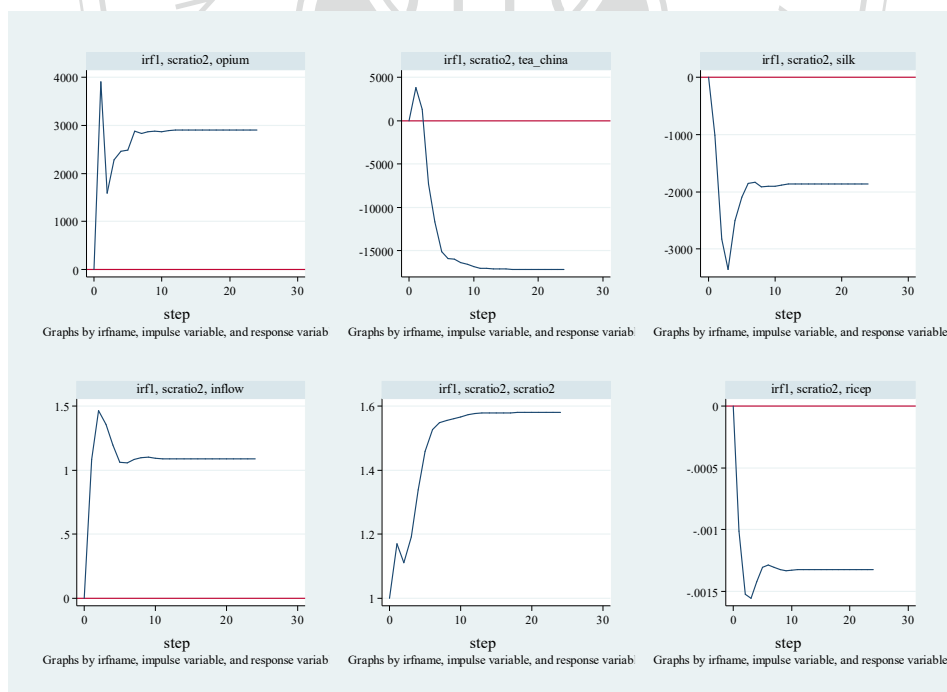 irf1, scratio2, opium
4000
3000
2000
1000
0
0 10 20 30
step
Graphs by irfname, impulse variable, and response variab
irf1, scratio2, tea_china
5000
0
-5000
-10000
-15000
0 10 20 30
step
Graphs by irfname, impulse variable, and response variabl
irf1, scratio2, silk
0
-1000
-2000
-3000
0 10 20 30
step
Graphs by irfname, impulse variable, and response variable
irf1, scratio2, inflow
1.5
1
.5
0
0 10 20 30
step
Graphs by irfname, impulse variable, and response variab
irf1, scratio2, scratio2
1.6
1.4
1.2
1
0 10 20 30
step
Graphs by irfname, impulse variable, and response variabl
irf1, scratio2, ricep
0
-.0005
-.001
-.0015
0 10 20 30
step
Graphs by irfname, impulse variable, and response variable